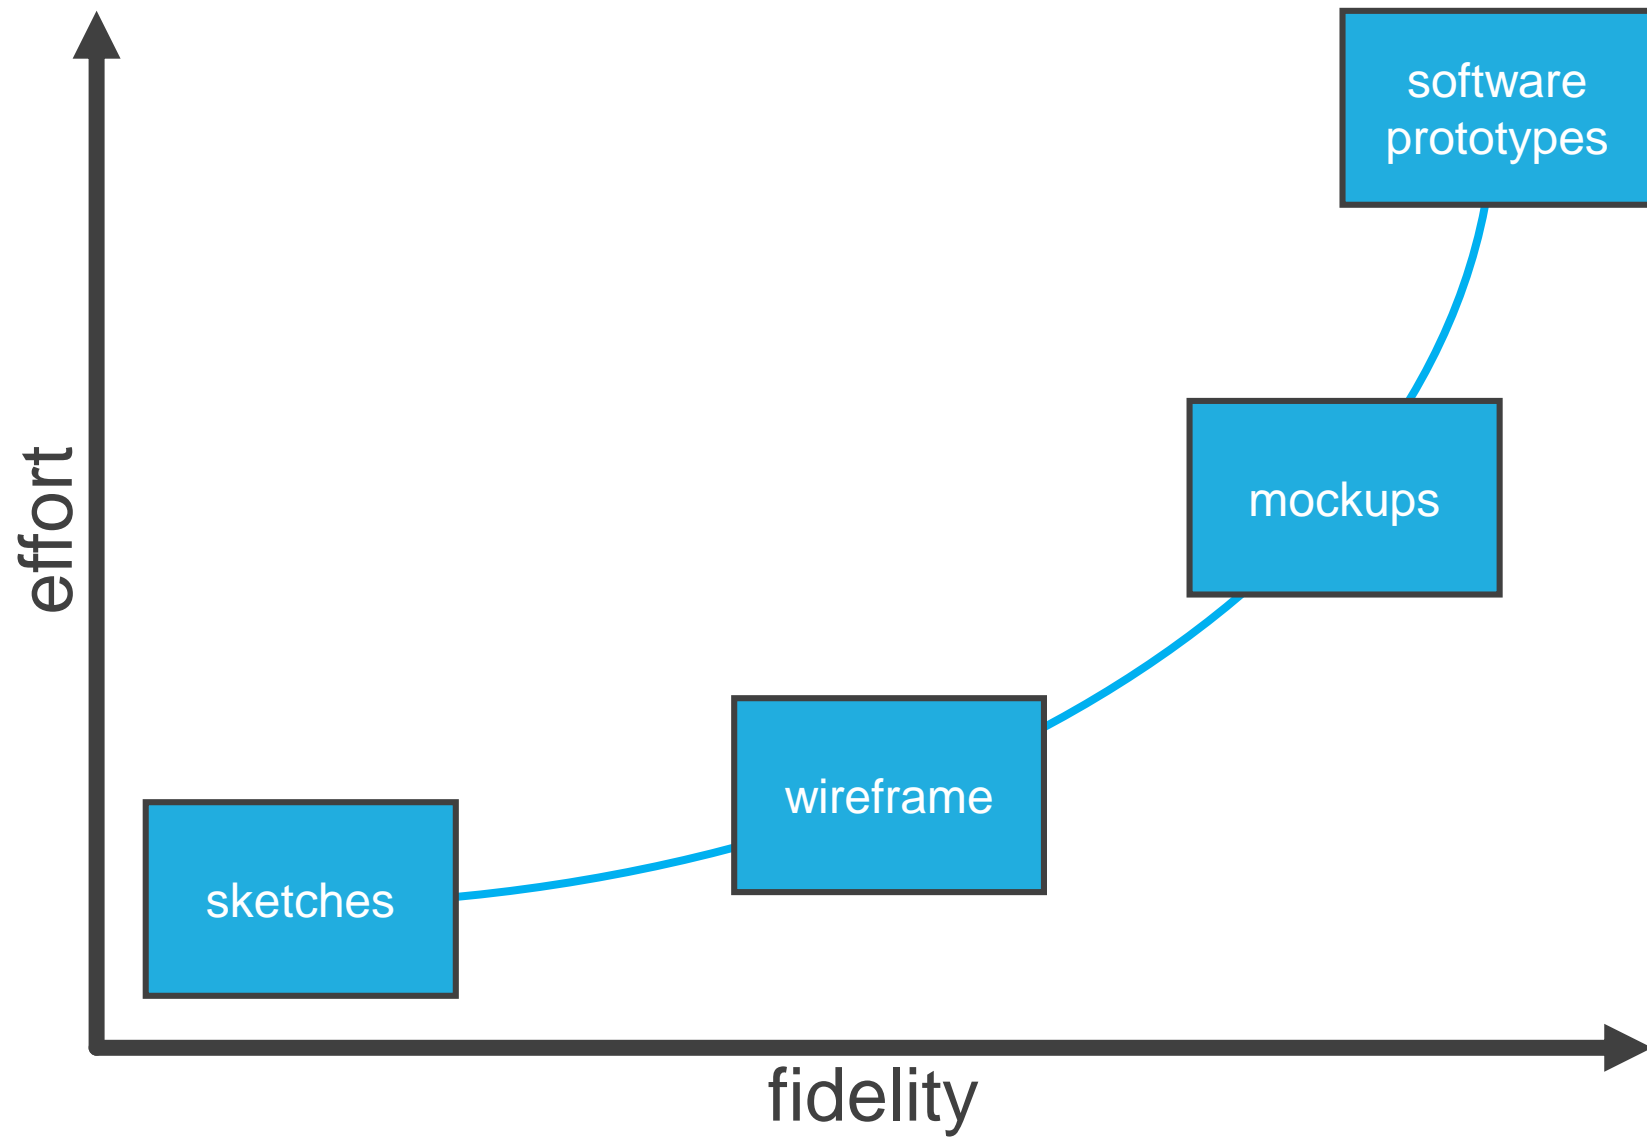 software
prototypes
effort
mockups
wireframe
sketches
fidelity